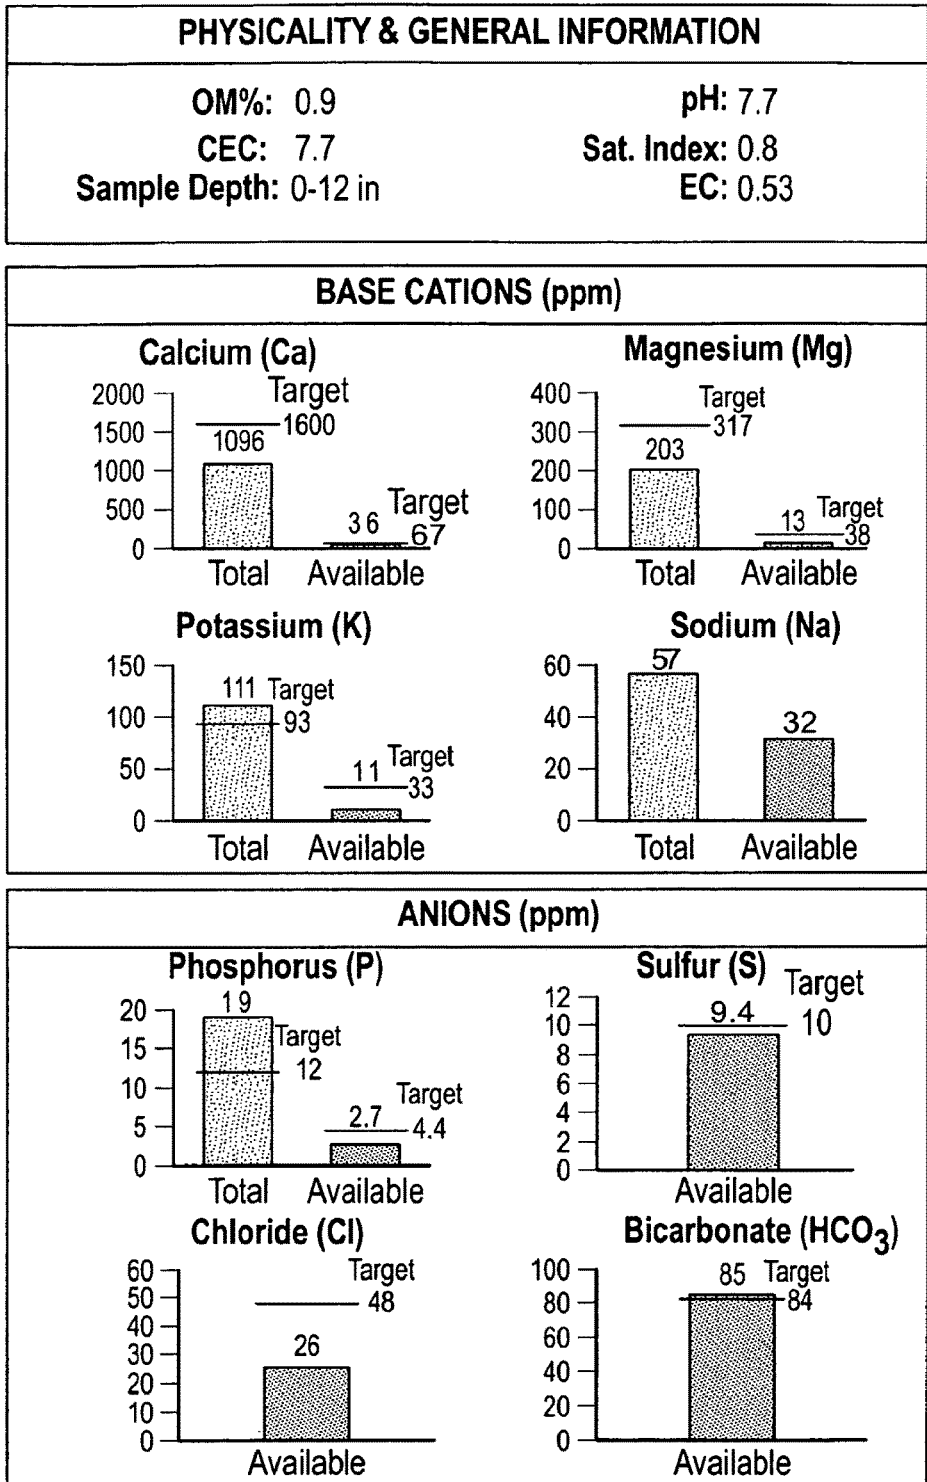 PHYSICALITY & GENERAL INFORMATION
OM%: 0.9
pH: 7.7
CEC: 7.7
Sat. Index: 0.8
Sample Depth: 0-12 in
EC: 0.53
BASE CATIONS (ppm)
Calcium (Ca)
2000
1500
1000
500
0
Target
1600
1096
36
Target
67
Total
Available
Magnesium (Mg)
400
300
200
100
0
Target
317
203
13
Target
38
Total
Available
Potassium (K)
150
100
50
0
111
Target
93
11
Target
33
Total
Available
Sodium (Na)
60
40
20
0
57
32
Total
Available
ANIONS (ppm)
Phosphorus (P)
20
15
10
5
0
19
Target
12
2.7
Target
4.4
Total
Available
Sulfur (S)
12
10
8
6
4
2
0
9.4
Target
10
Available
Chloride (Cl)
60
50
40
30
20
10
0
Target
48
26
Available
Bicarbonate (HCO3)
100
80
60
40
20
0
85
Target
84
Available